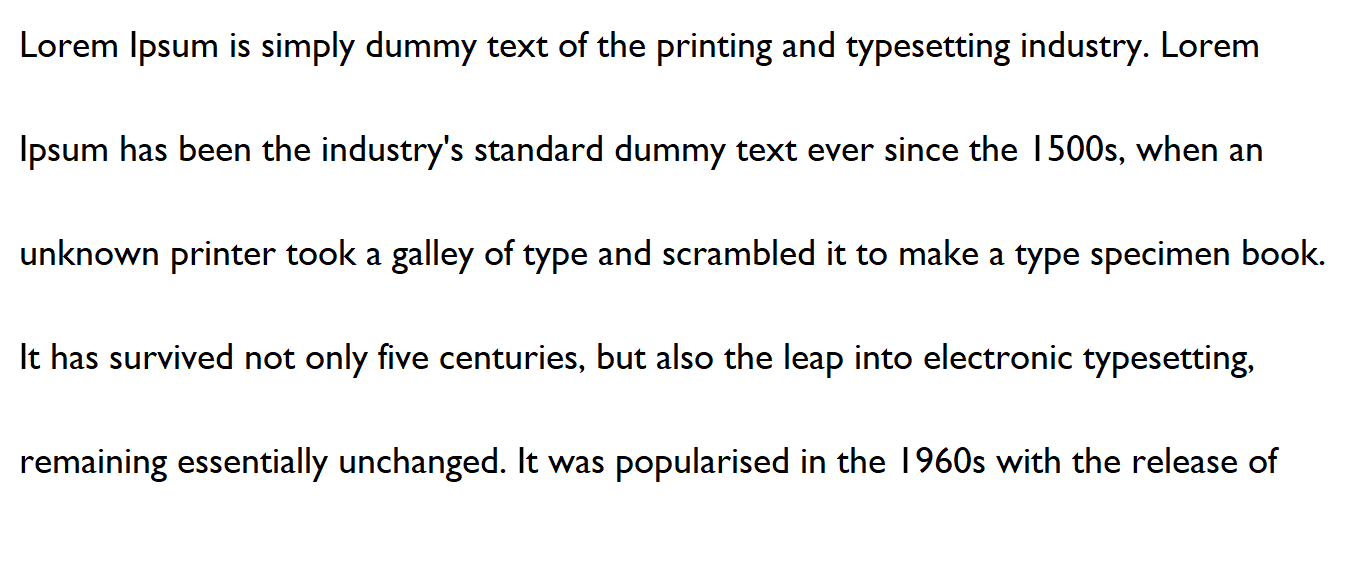 Lorem Ipsum is simply dummy text of the printing and typesetting industry. Lorem
Ipsum has been the industry's standard dummy text ever since the 1500s, when an
unknown printer took a galley of type and scrambled it to make a type specimen book.
It has survived not only five centuries, but also the leap into electronic typesetting,
remaining essentially unchanged. It was popularised in the 1960s with the release of